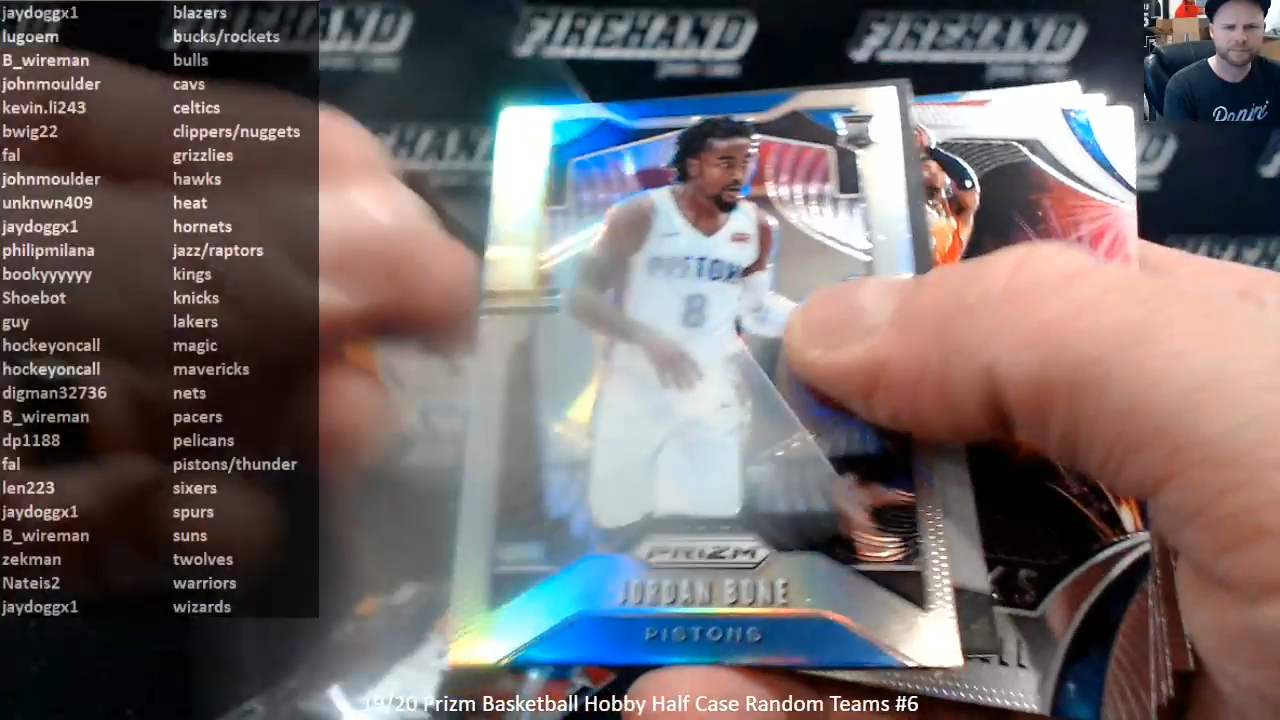 jaydoggx1 blazers
lugoem bucks/rockets
B_wireman bulls
johnmoulder cavs
kevin.li243 celtics
bwig22 clippers/nuggets
fal grizzlies
johnmoulder hawks
unknwn409 heat
jaydoggx1 hornets
philipmilana jazz/raptors
bookyyyyyy kings
Shoebot knicks
guy lakers
hockeyoncall magic
hockeyoncall mavericks
digman32736 nets
B_wireman pacers
dp1188 pelicans
fal pistons/thunder
len223 sixers
jaydoggx1 spurs
B_wireman suns
zekman twolves
Nateis2 warriors
jaydoggx1 wizards
FIREHAND
FIREHAND
Panini
PISTONS
8
PRIZM
JORDAN BONE
PISTONS
19/20 Prizm Basketball Hobby Half Case Random Teams #6